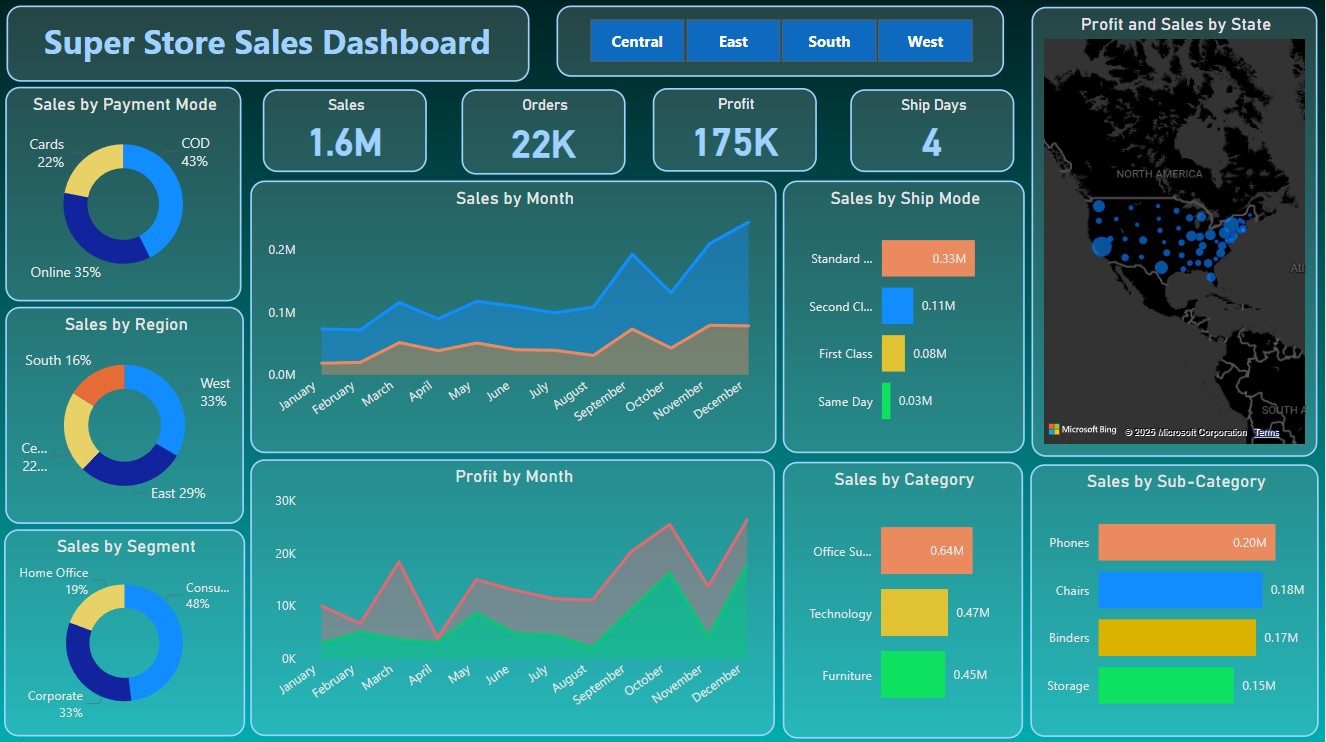 Super Store Sales Dashboard
Central East South West
Profit and Sales by State
NORTH AMERICA
Atl
SOUTH A
Microsoft Bing
© 2025 Microsoft Corporation Terms
Sales by Payment Mode
Cards
22%
COD
43%
Online 35%
Sales
1.6M
Orders
22K
Profit
175K
Ship Days
4
Sales by Month
0.2M
0.1M
0.0M
January
February
March
April
May
June
July
August
September
October
November
December
Sales by Ship Mode
Standard ... 0.33M
Second Cl... 0.11M
First Class 0.08M
Same Day 0.03M
Sales by Region
South 16%
West
33%
Ce...
22...
East 29%
Sales by Segment
Home Office
19%
Consu...
48%
Corporate
33%
Profit by Month
30K
20K
10K
0K
January
February
March
April
May
June
July
August
September
October
November
December
Sales by Category
Office Su... 0.64M
Technology 0.47M
Furniture 0.45M
Sales by Sub-Category
Phones 0.20M
Chairs 0.18M
Binders 0.17M
Storage 0.15M